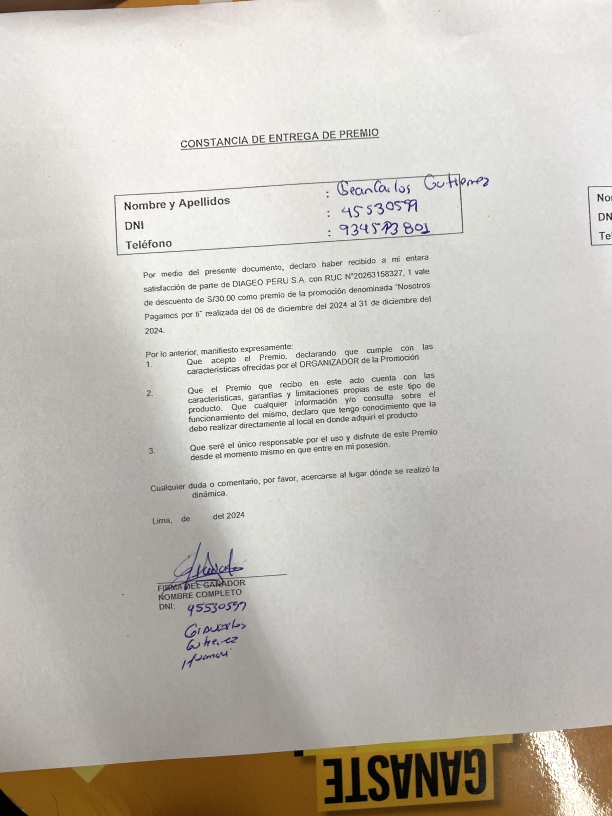 CONSTANCIA DE ENTREGA DE PREMIO
Nombre y Apellidos : GeanCarlos Gutierrez
DNI : 45530599
Teléfono : 934593801
Por medio del presente documento, declaro haber recibido a mi entera
satisfacción de parte de DIAGEO PERU S.A. con RUC N°20263158327, 1 vale
de descuento de S/30.00 como premio de la promoción denominada "Nosotros
Pagamos por ti" realizada del 06 de diciembre del 2024 al 31 de diciembre del
2024.
Por lo anterior, manifiesto expresamente:
1. Que acepto el Premio, declarando que cumple con las
características ofrecidas por el ORGANIZADOR de la Promoción
2. Que el Premio que recibo en este acto cuenta con las
características, garantías y limitaciones propias de este tipo de
producto. Que cualquier información y/o consulta sobre el
funcionamiento del mismo, declaro que tengo conocimiento que la
debo realizar directamente al local en donde adquirí el producto
3. Que seré el único responsable por el uso y disfrute de este Premio
desde el momento mismo en que entre en mi posesión.
Cualquier duda o comentario, por favor, acercarse al lugar dónde se realizó la
dinámica.
Lima, de del 2024
FIRMA DEL GANADOR
NOMBRE COMPLETO
DNI: 45530599
Gutierrez
Huamani
No
DN
Te
GANASTE